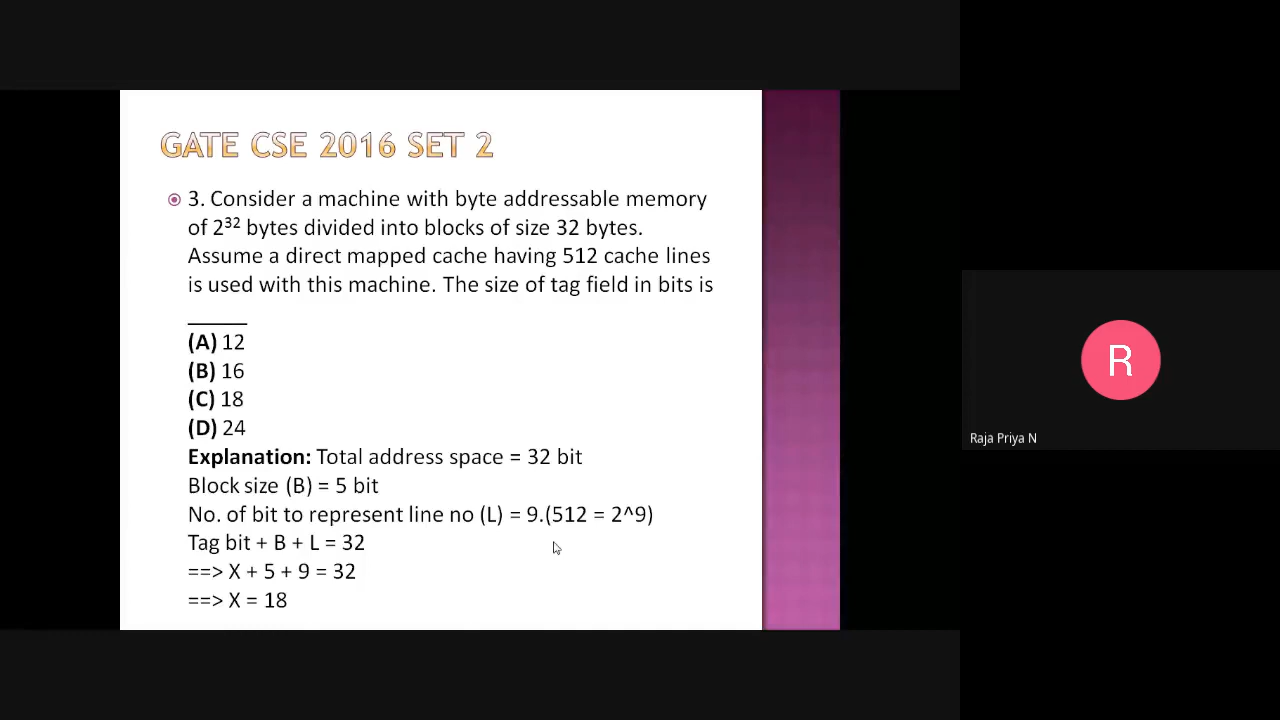 GATE CSE 2016 SET 2
3. Consider a machine with byte addressable memory
of 2³² bytes divided into blocks of size 32 bytes.
Assume a direct mapped cache having 512 cache lines
is used with this machine. The size of tag field in bits is
______
(A) 12
(B) 16
(C) 18
(D) 24
Explanation: Total address space = 32 bit
Block size (B) = 5 bit
No. of bit to represent line no (L) = 9.(512 = 2^9)
Tag bit + B + L = 32
==> X + 5 + 9 = 32
==> X = 18
R
Raja Priya N